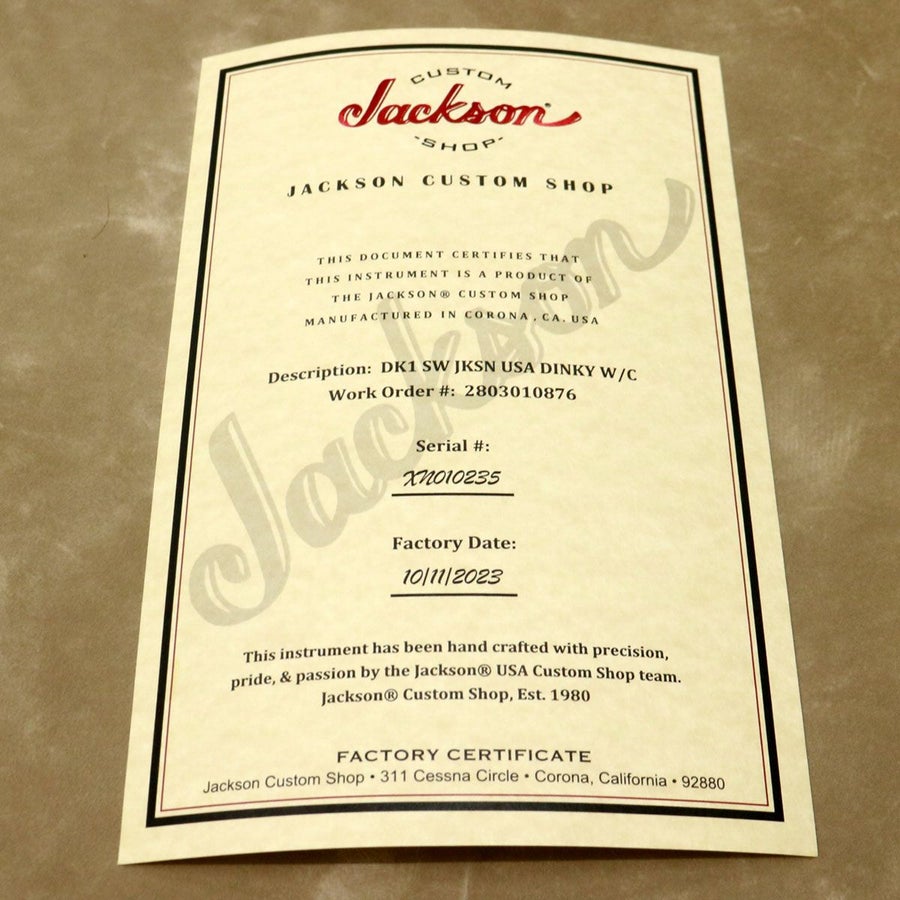 CUSTOM
Jackson®
-SHOP-
JACKSON CUSTOM SHOP
THIS DOCUMENT CERTIFIES THAT
THIS INSTRUMENT IS A PRODUCT OF
THE JACKSON® CUSTOM SHOP
MANUFACTURED IN CORONA, CA. USA
Jackson
Description: DK1 SW JKSN USA DINKY W/C
Work Order #: 2803010876
Serial #:
XN010235
Factory Date:
10/11/2023
This instrument has been hand crafted with precision,
pride, & passion by the Jackson® USA Custom Shop team.
Jackson® Custom Shop, Est. 1980
FACTORY CERTIFICATE
Jackson Custom Shop • 311 Cessna Circle • Corona, California • 92880